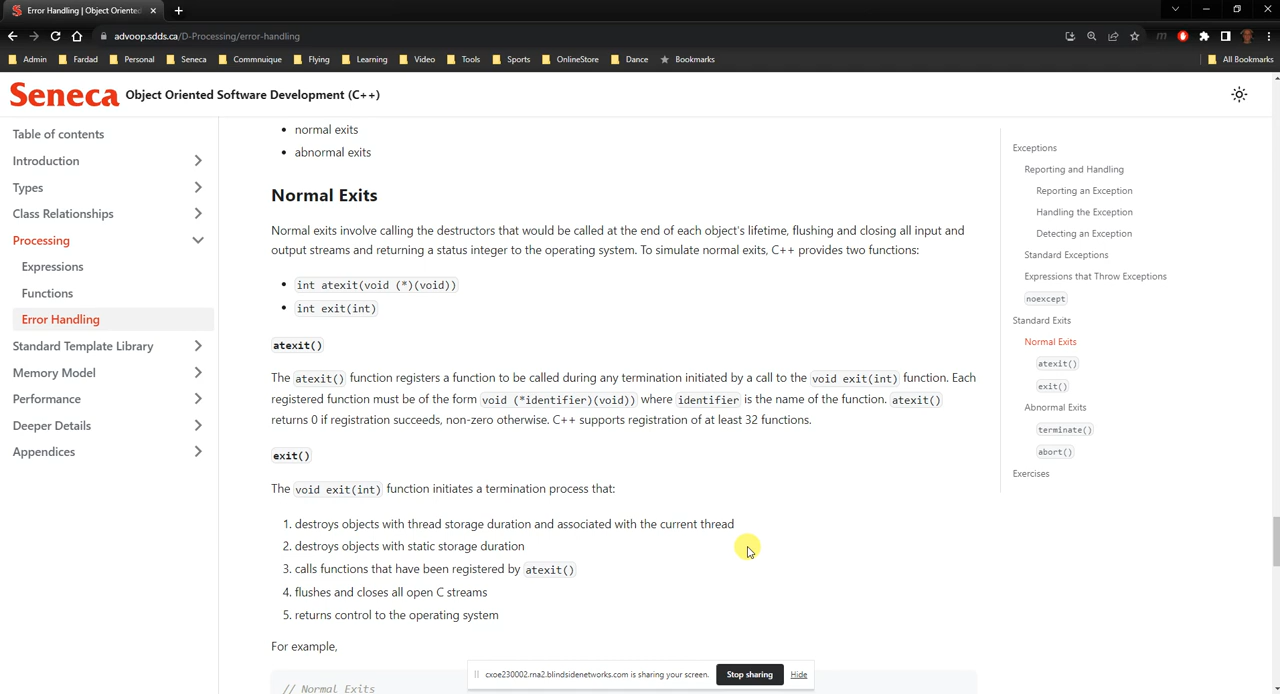 Error Handling | Object Oriented
advoop.sdds.ca/D-Processing/error-handling
Admin Fardad Personal Seneca Commnuique Flying Learning Video Tools Sports OnlineStore Dance Bookmarks All Bookmarks
Seneca Object Oriented Software Development (C++)
Table of contents
Introduction
Types
Class Relationships
Processing
Expressions
Functions
Error Handling
Standard Template Library
Memory Model
Performance
Deeper Details
Appendices
• normal exits
• abnormal exits
Normal Exits
Normal exits involve calling the destructors that would be called at the end of each object's lifetime, flushing and closing all input and
output streams and returning a status integer to the operating system. To simulate normal exits, C++ provides two functions:
• int atexit(void (*)(void))
• int exit(int)
atexit()
The atexit() function registers a function to be called during any termination initiated by a call to the void exit(int) function. Each
registered function must be of the form void (*identifier)(void)) where identifier is the name of the function. atexit()
returns 0 if registration succeeds, non-zero otherwise. C++ supports registration of at least 32 functions.
exit()
The void exit(int) function initiates a termination process that:
1. destroys objects with thread storage duration and associated with the current thread
2. destroys objects with static storage duration
3. calls functions that have been registered by atexit()
4. flushes and closes all open C streams
5. returns control to the operating system
For example,
// Normal Exits
Exceptions
Reporting and Handling
Reporting an Exception
Handling the Exception
Detecting an Exception
Standard Exceptions
Expressions that Throw Exceptions
noexcept
Standard Exits
Normal Exits
atexit()
exit()
Abnormal Exits
terminate()
abort()
Exercises
cxoe230002.rna2.blindsidenetworks.com is sharing your screen. Stop sharing Hide